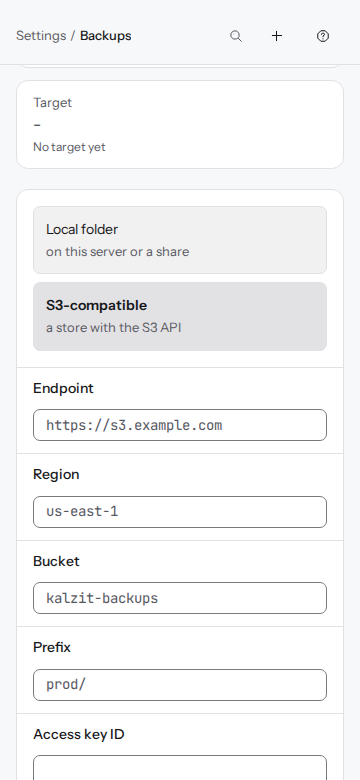 Settings / Backups
Target
–
No target yet
Local folder
on this server or a share
S3-compatible
a store with the S3 API
Endpoint
https://s3.example.com
Region
us-east-1
Bucket
kalzit-backups
Prefix
prod/
Access key ID